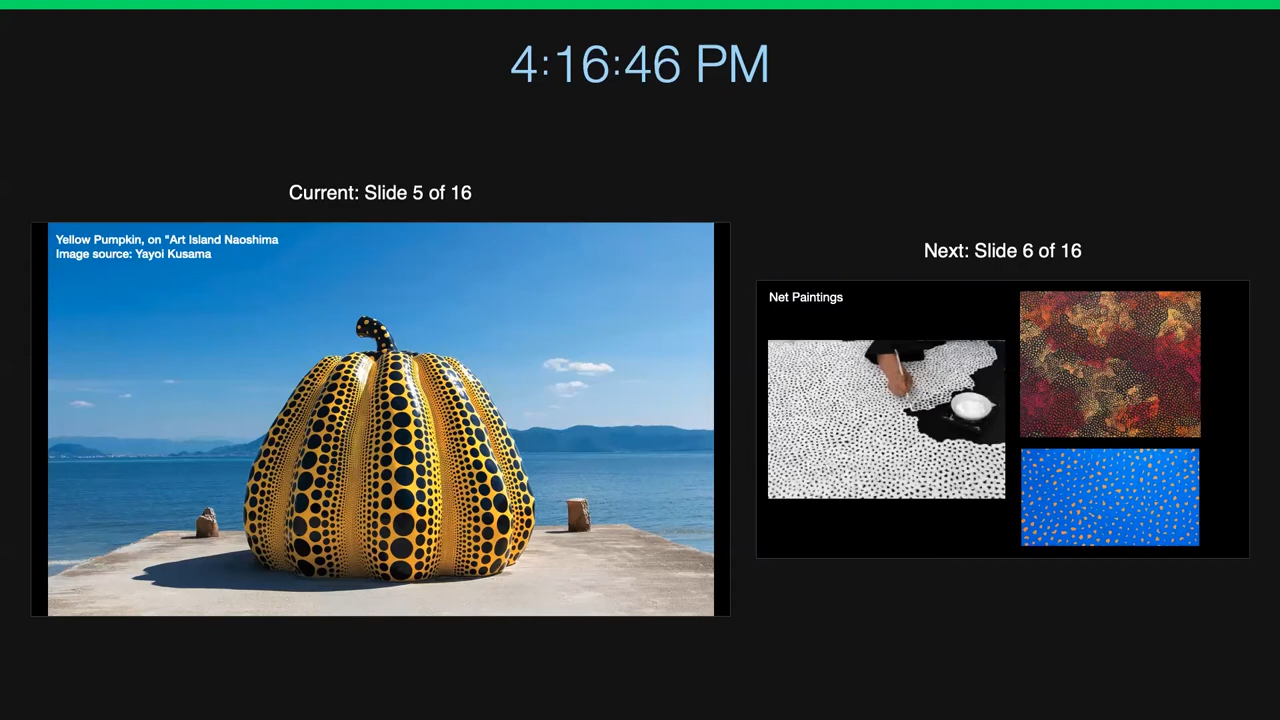 4:16:46 PM
Current: Slide 5 of 16
Yellow Pumpkin, on "Art Island Naoshima
Image source: Yayoi Kusama
Next: Slide 6 of 16
Net Paintings